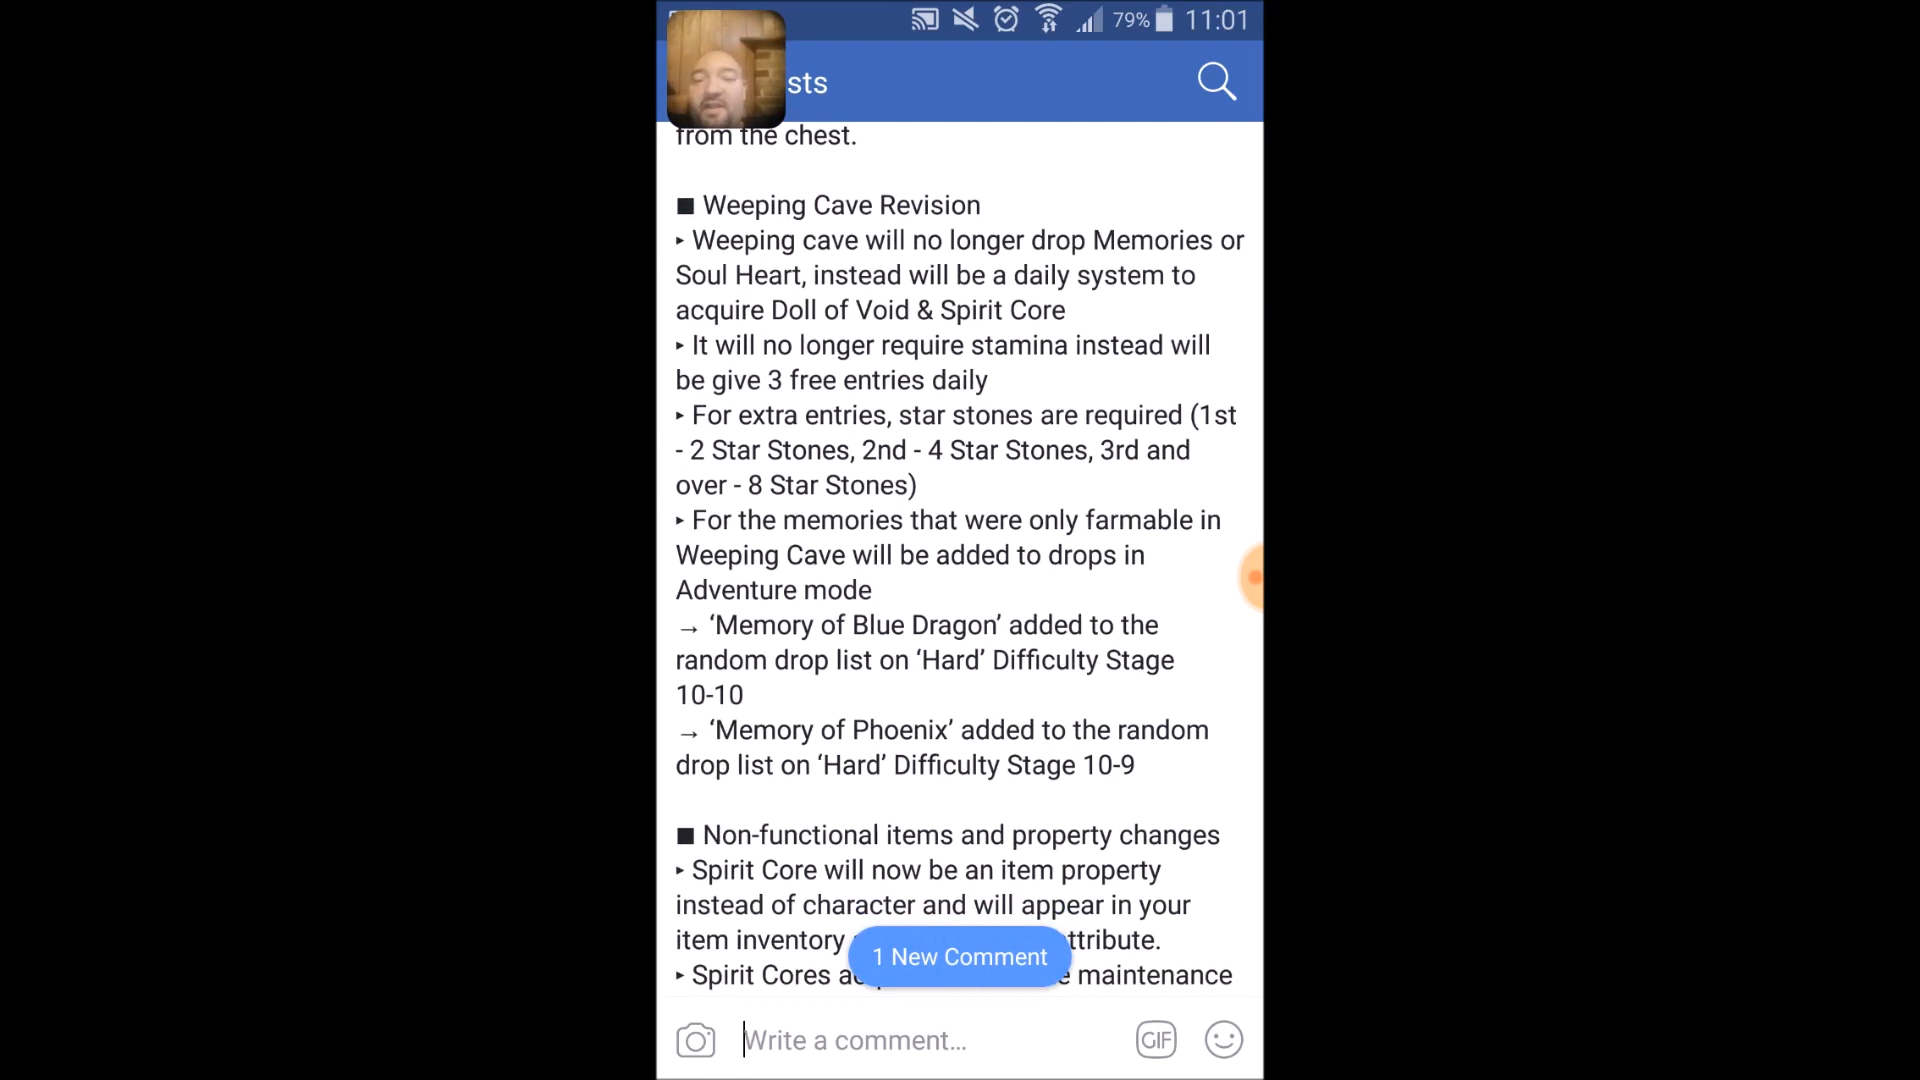 79% 11:01
sts
from the chest.
■ Weeping Cave Revision
‣ Weeping cave will no longer drop Memories or
Soul Heart, instead will be a daily system to
acquire Doll of Void & Spirit Core
‣ It will no longer require stamina instead will
be give 3 free entries daily
‣ For extra entries, star stones are required (1st
- 2 Star Stones, 2nd - 4 Star Stones, 3rd and
over - 8 Star Stones)
‣ For the memories that were only farmable in
Weeping Cave will be added to drops in
Adventure mode
→ ‘Memory of Blue Dragon’ added to the
random drop list on ‘Hard’ Difficulty Stage
10-10
→ ‘Memory of Phoenix’ added to the random
drop list on ‘Hard’ Difficulty Stage 10-9
■ Non-functional items and property changes
‣ Spirit Core will now be an item property
instead of character and will appear in your
item inventory ttribute.
‣ Spirit Cores maintenance
1 New Comment
Write a comment...
GIF